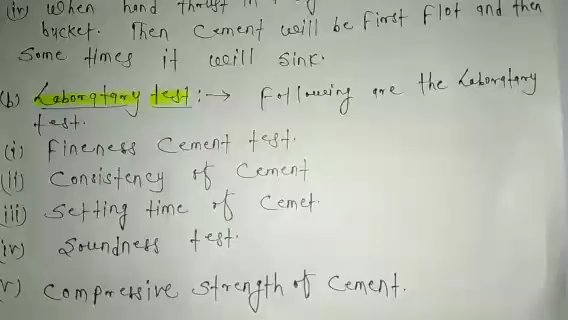 (iv) When hand thrust in
bucket. Then Cement will be First Flot and then
Some times it will Sink.
(b) Laboratary test :-→ Following are the Laboratary
test.
(i) Fineness Cement test.
(ii) Consistency of Cement
(iii) Setting time of Cemet.
(iv) Soundness test.
(v) Compressive Strength of Cement.